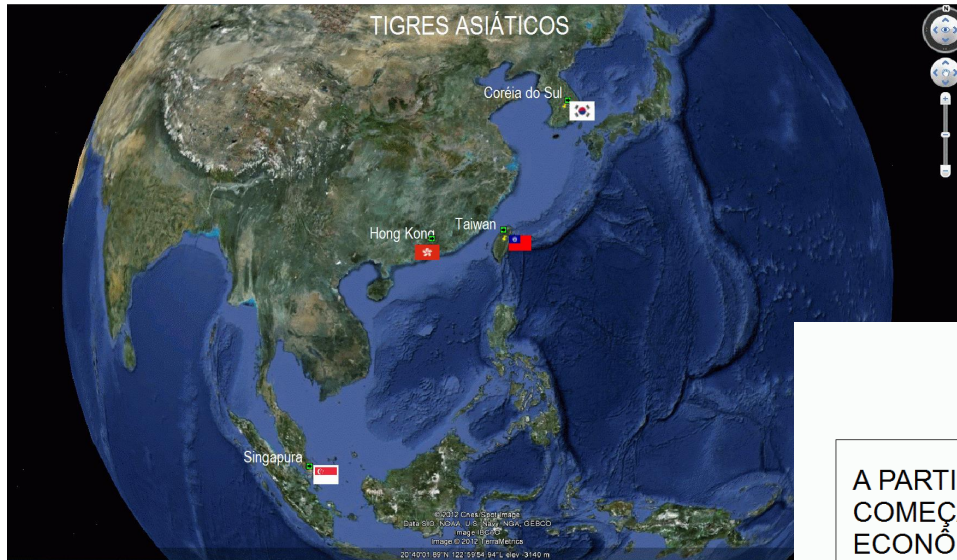 TIGRES ASIÁTICOS
Coréia do Sul
Taiwan
Hong Kong
Singapura
A PARTI
COMEÇ
ECONÔ
© 2012 Cnes/Spot Image
Data SIO, NOAA, U.S. Navy, NGA, GEBCO
Image © 2012 TerraMetrics
N